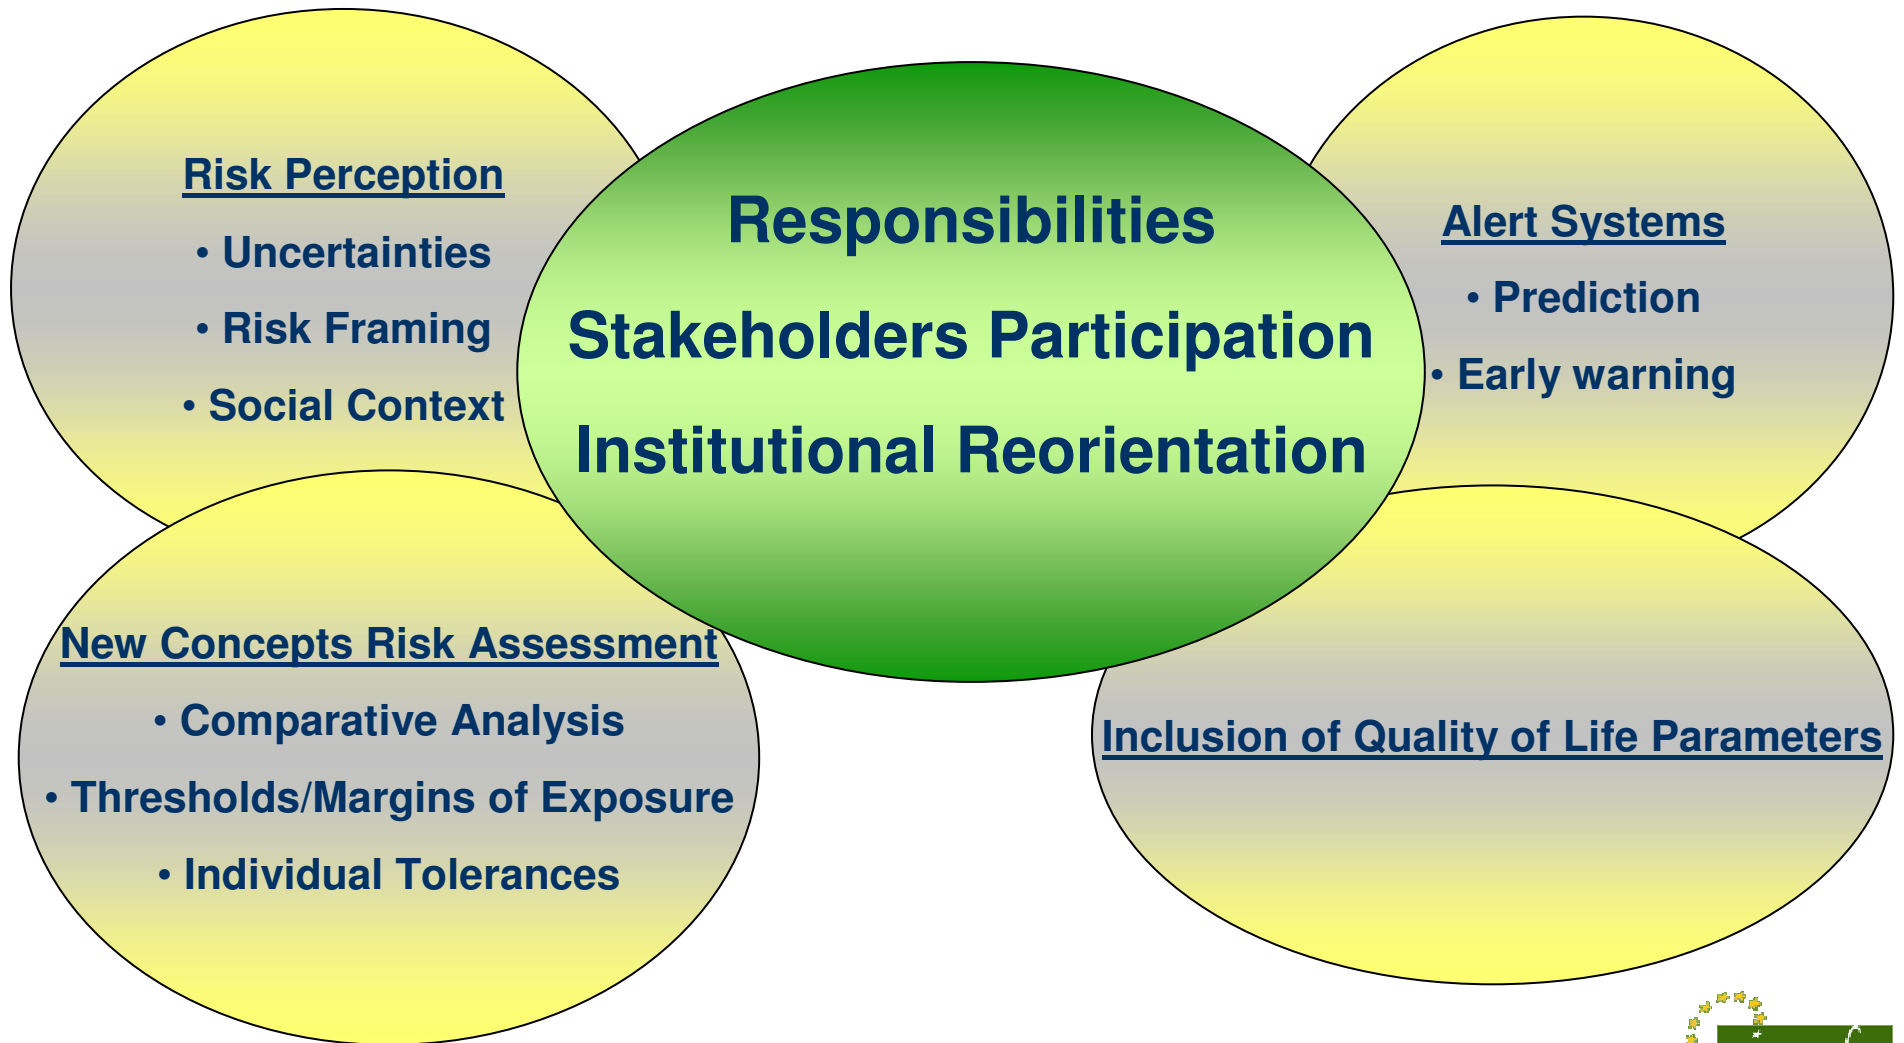 Risk Perception
• Uncertainties
• Risk Framing
• Social Context
Responsibilities
Stakeholders Participation
Institutional Reorientation
Alert Systems
• Prediction
• Early warning
New Concepts Risk Assessment
• Comparative Analysis
• Thresholds/Margins of Exposure
• Individual Tolerances
Inclusion of Quality of Life Parameters